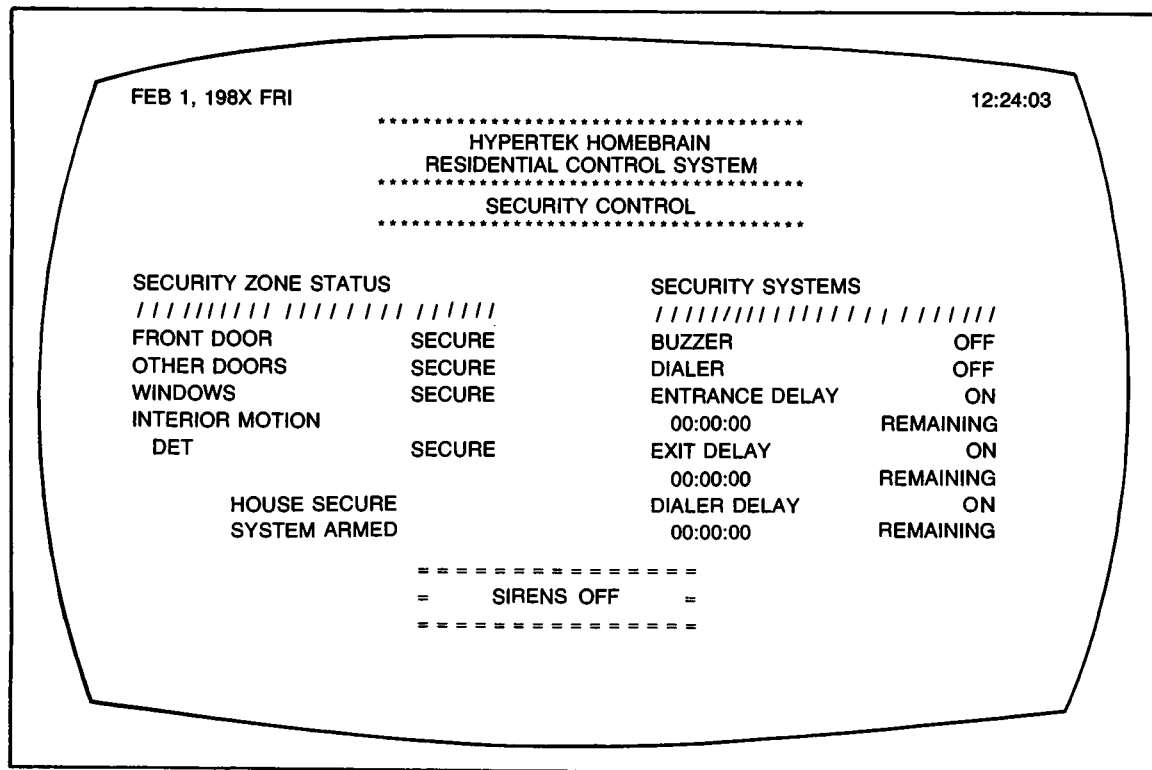 FEB 1, 198X FRI 12:24:03
****************************************
HYPERTEK HOMEBRAIN
RESIDENTIAL CONTROL SYSTEM
****************************************
SECURITY CONTROL
****************************************
SECURITY ZONE STATUS
/ / / / / / / / / / / / / / / / / / / / / / / / /
FRONT DOOR SECURE
OTHER DOORS SECURE
WINDOWS SECURE
INTERIOR MOTION
DET SECURE
HOUSE SECURE
SYSTEM ARMED
SECURITY SYSTEMS
/ / / / / / / / / / / / / / / / / / / / / / / / /
BUZZER OFF
DIALER OFF
ENTRANCE DELAY ON
00:00:00 REMAINING
EXIT DELAY ON
00:00:00 REMAINING
DIALER DELAY ON
00:00:00 REMAINING
= = = = = = = = = = = = = = =
= SIRENS OFF =
= = = = = = = = = = = = = = =